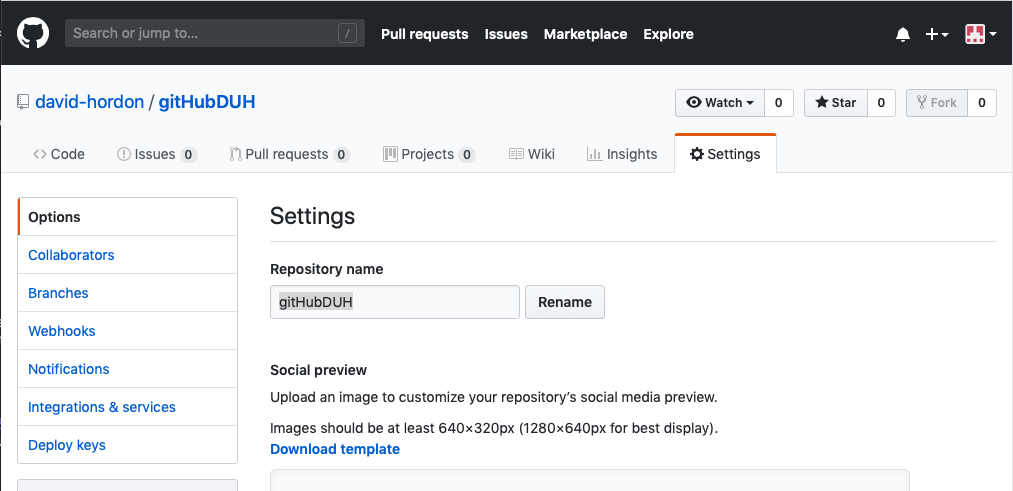 Search or jump to... / Pull requests Issues Marketplace Explore
david-hordon / gitHubDUH Watch 0 Star 0 Fork 0
Code Issues 0 Pull requests 0 Projects 0 Wiki Insights Settings
Options
Collaborators
Branches
Webhooks
Notifications
Integrations & services
Deploy keys
Settings
Repository name
gitHubDUH Rename
Social preview
Upload an image to customize your repository’s social media preview.
Images should be at least 640×320px (1280×640px for best display).
Download template